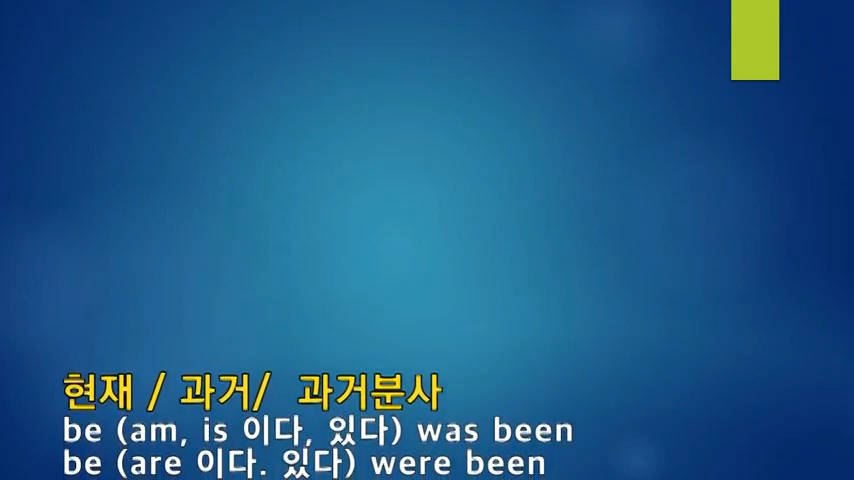 현재 / 과거/ 과거분사
be (am, is 이다, 있다) was been
be (are 이다. 있다) were been